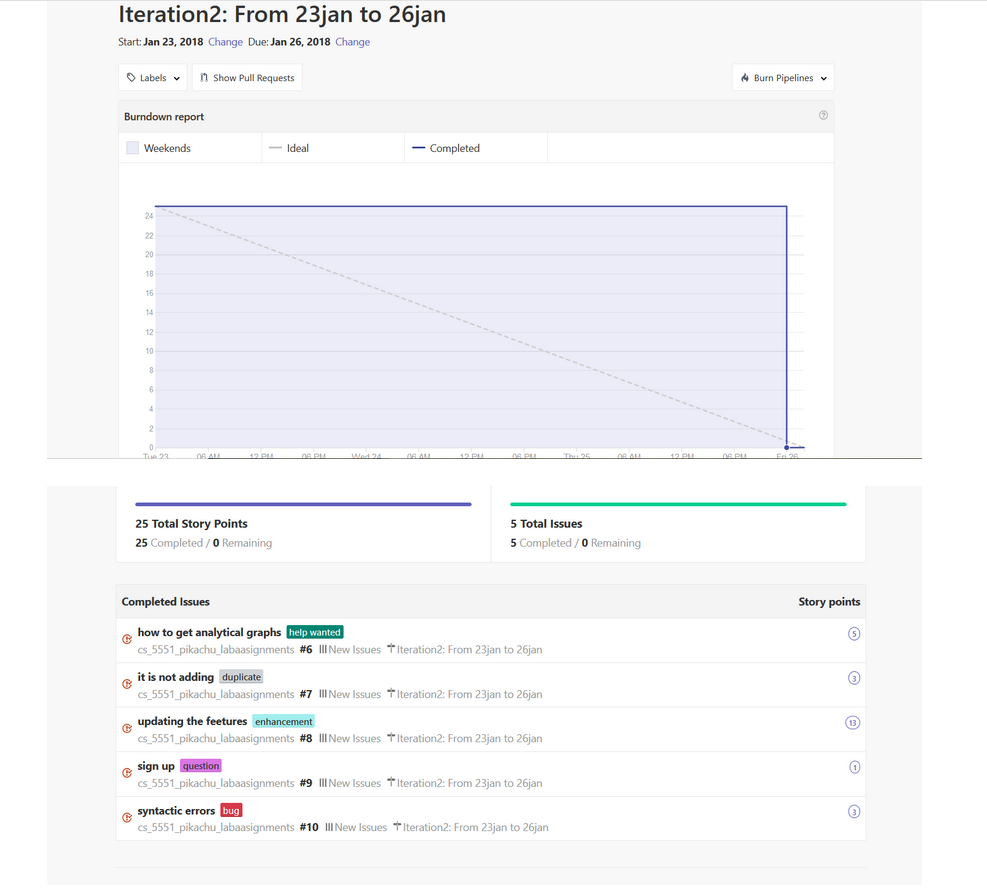 Iteration2: From 23jan to 26jan
Start: Jan 23, 2018 Change Due: Jan 26, 2018 Change
Labels Show Pull Requests Burn Pipelines
Burndown report
Weekends Ideal Completed
24
22
20
18
16
14
12
10
8
6
4
2
0
Tue 23 06 AM 12 PM 06 PM Wed 24 06 AM 12 PM 06 PM Thu 25 06 AM 12 PM 06 PM Fri 26
25 Total Story Points 5 Total Issues
25 Completed / 0 Remaining 5 Completed / 0 Remaining
Completed Issues Story points
how to get analytical graphs help wanted 5
cs_5551_pikachu_labaasignments #6 New Issues Iteration2: From 23jan to 26jan
it is not adding duplicate 3
cs_5551_pikachu_labaasignments #7 New Issues Iteration2: From 23jan to 26jan
updating the feetures enhancement 13
cs_5551_pikachu_labaasignments #8 New Issues Iteration2: From 23jan to 26jan
sign up question 1
cs_5551_pikachu_labaasignments #9 New Issues Iteration2: From 23jan to 26jan
syntactic errors bug 3
cs_5551_pikachu_labaasignments #10 New Issues Iteration2: From 23jan to 26jan